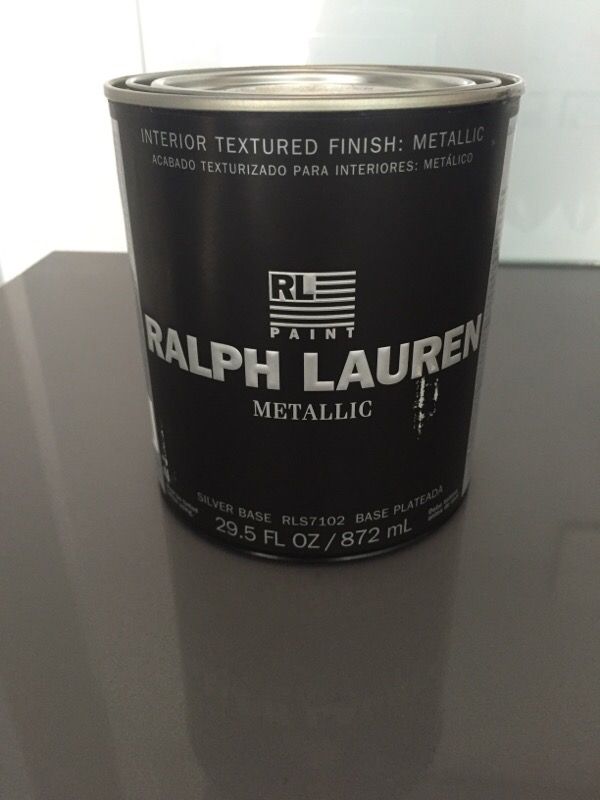 INTERIOR TEXTURED FINISH: METALLIC
ACABADO TEXTURIZADO PARA INTERIORES: METÁLICO
RL
PAINT
RALPH LAUREN
METALLIC
SILVER BASE RLS7102 BASE PLATEADA
29.5 FL OZ / 872 mL